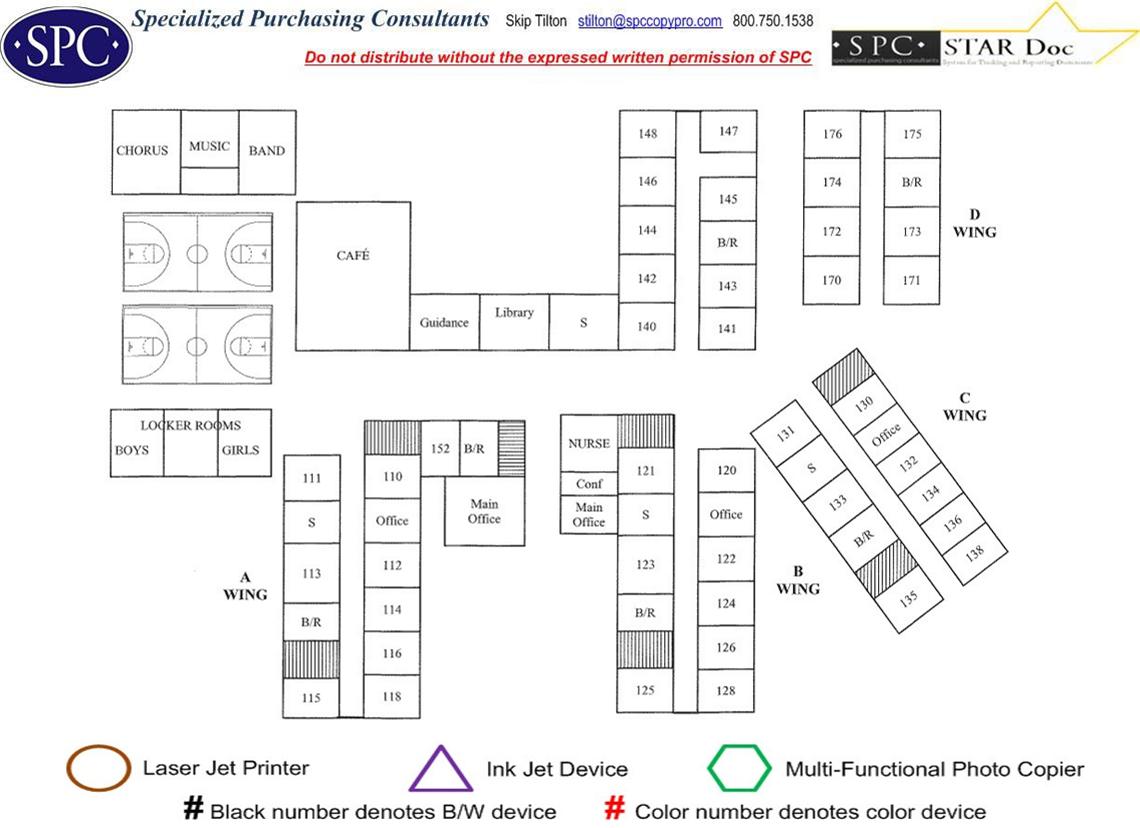 SPC
Specialized Purchasing Consultants Skip Tilton stilton@spccopypro.com 800.750.1538
Do not distribute without the expressed written permission of SPC
· S P C · STAR Doc
specialized purchasing consultants System for Tracking and Reporting Documents
CHORUS MUSIC BAND
148 147
146 145
144 B/R
142 143
140 141
176 175
174 B/R
172 173
170 171
D
WING
CAFÉ
Guidance Library S
LOCKER ROOMS
BOYS GIRLS
111
S
113
B/R
115
110
Office
112
114
116
118
152 B/R
Main
Office
A
WING
NURSE
Conf
Main
Office
121
S
123
B/R
125
120
Office
122
124
126
128
B
WING
131
S
133
B/R
135
130
Office
132
134
136
138
C
WING
Laser Jet Printer Ink Jet Device Multi-Functional Photo Copier
# Black number denotes B/W device # Color number denotes color device